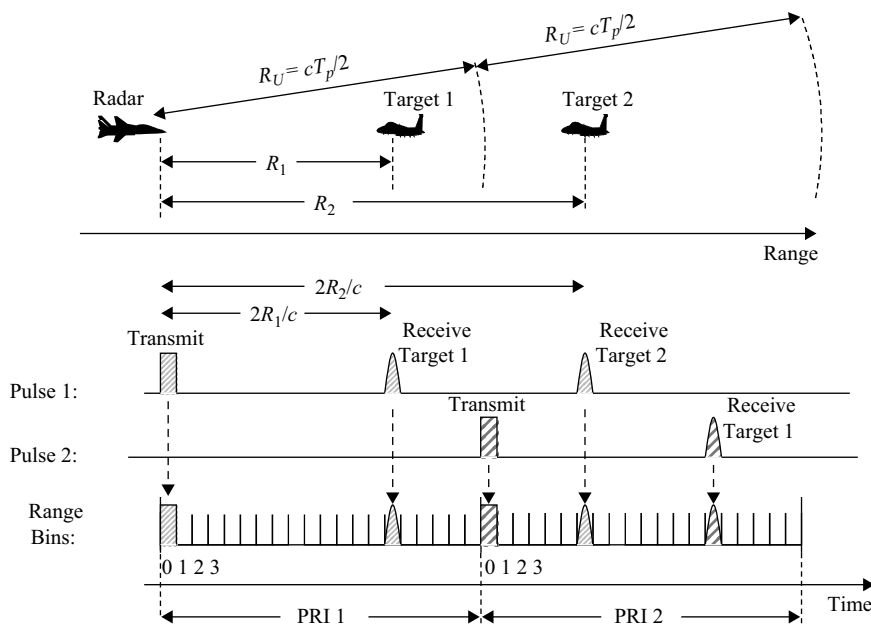 R_U = cT_p/2
R_U = cT_p/2
Radar
Target 1
Target 2
R_1
R_2
Range
2R_2/c
2R_1/c
Transmit
Receive
Target 1
Receive
Target 2
Pulse 1:
Transmit
Receive
Target 1
Pulse 2:
Range
Bins:
0 1 2 3
0 1 2 3
Time
PRI 1
PRI 2